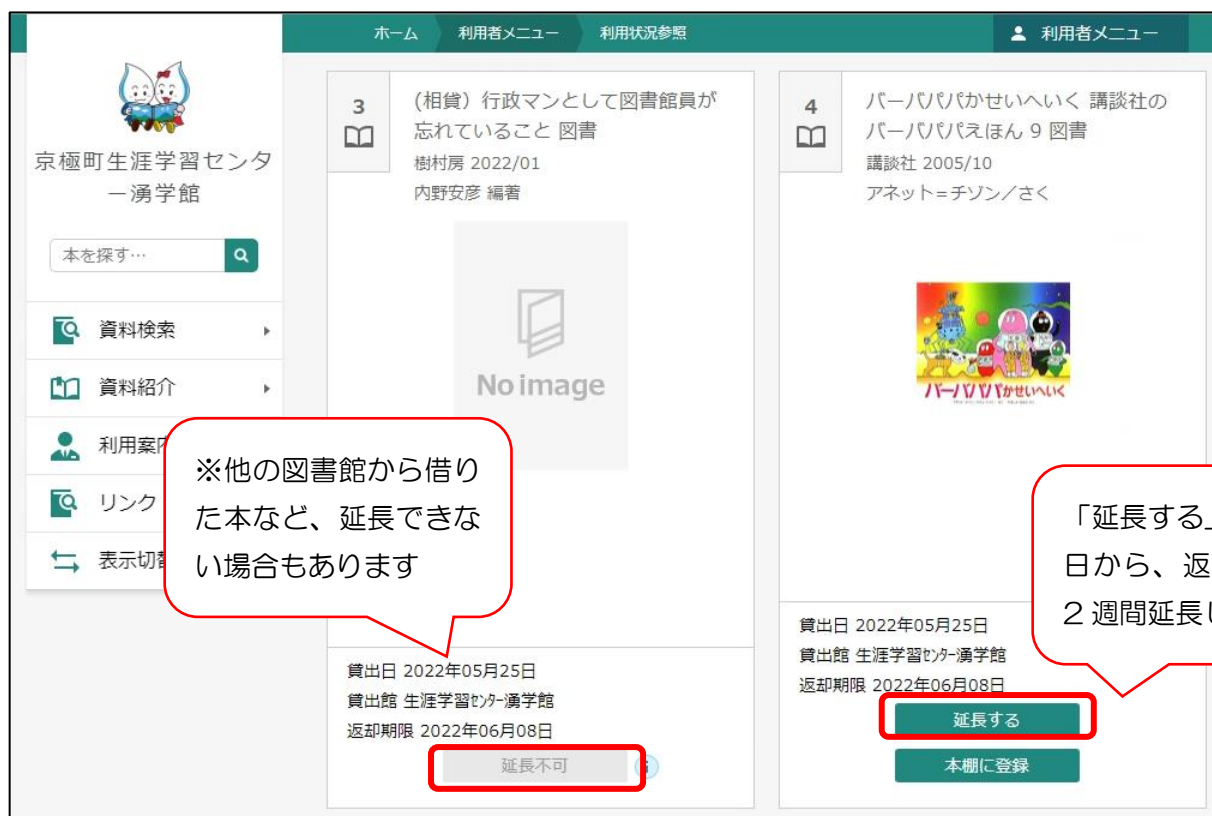 ホーム 利用者メニュー 利用状況参照 利用者メニュー
京極町生涯学習センタ
ー湧学館
本を探す…
資料検索
資料紹介
利用案内
リンク
表示切替
3
(相貸) 行政マンとして図書館員が
忘れていること 図書
樹村房 2022/01
内野安彦 編著
No image
※他の図書館から借り
た本など、延長できな
い場合もあります
貸出日 2022年05月25日
貸出館 生涯学習ｾﾝﾀｰ湧学館
返却期限 2022年06月08日
延長不可
4
バーバパパかせいへいく 講談社の
バーバパパえほん 9 図書
講談社 2005/10
アネット=チゾン／さく
バーバパパかせいへいく
「延長する」
日から、返
２週間延長し
貸出日 2022年05月25日
貸出館 生涯学習ｾﾝﾀｰ湧学館
返却期限 2022年06月08日
延長する
本棚に登録